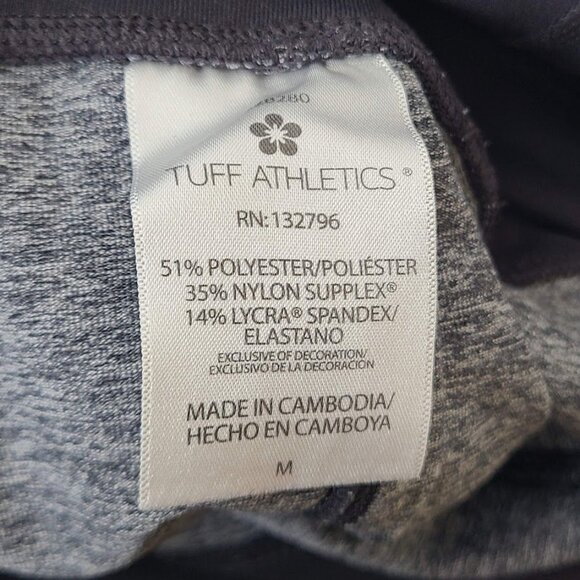 TUFF ATHLETICS®
RN:132796
51% POLYESTER/POLIÉSTER
35% NYLON SUPPLEX®
14% LYCRA® SPANDEX/
ELASTANO
EXCLUSIVE OF DECORATION/
EXCLUSIVO DE LA DECORACIÓN
MADE IN CAMBODIA/
HECHO EN CAMBOYA
M